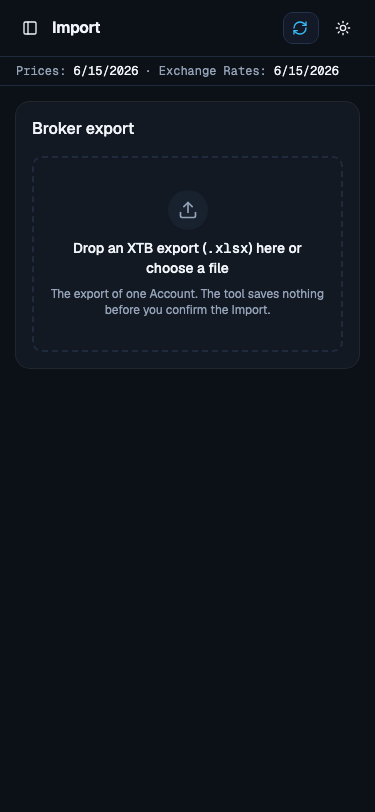 Import
Prices: 6/15/2026 · Exchange Rates: 6/15/2026
Broker export
Drop an XTB export (.xlsx) here or
choose a file
The export of one Account. The tool saves nothing
before you confirm the Import.